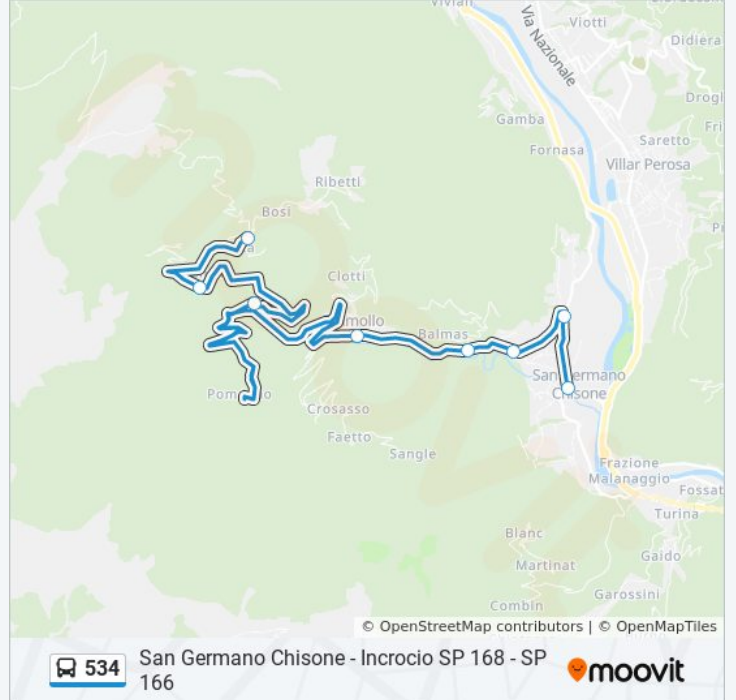 Vivian
Viotti
Via Nazionale
Didiera
Drogl
Gamba
Fri
Saretto
Fornasa
Villar Perosa
Ribetti
Bosi
Clotti
Balmas
San Germano
Chisone
Crosasso
Faetto
Sangle
Frazione
Malanaggio
Fossat
Turina
Blanc
Gaido
Martinat
Garossini
Combin
© OpenStreetMap contributors | © OpenMapTiles
534
San Germano Chisone - Incrocio SP 168 - SP
166
moovit